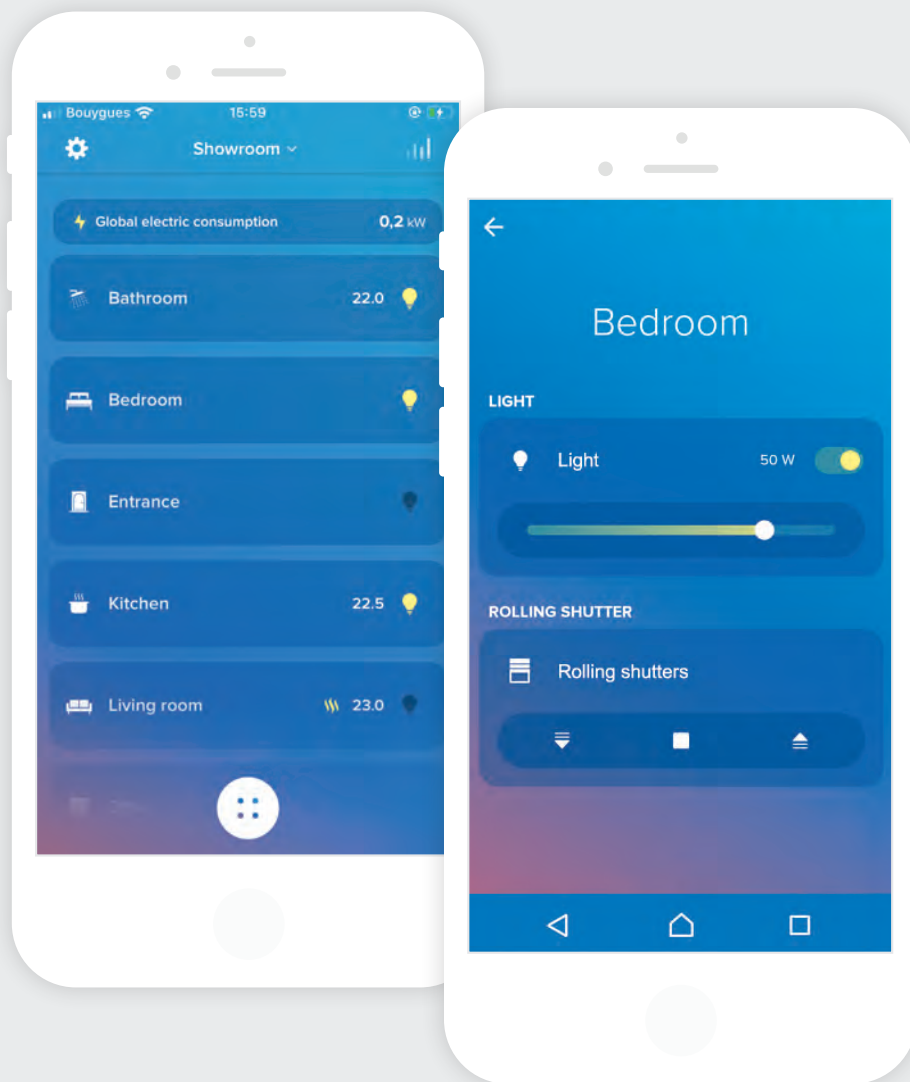 Bouygues 15:59
Showroom
Global electric consumption 0,2 kW
Bathroom 22.0
Bedroom
Entrance
Kitchen 22.5
Living room 23.0
Bedroom
LIGHT
Light 50 W
ROLLING SHUTTER
Rolling shutters